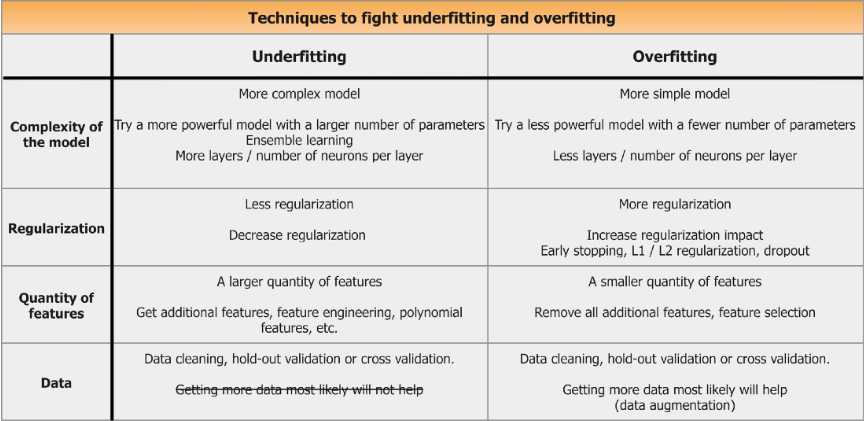 Techniques to fight underfitting and overfitting
Underfitting
Overfitting
Complexity of
the model
More complex model
Try a more powerful model with a larger number of parameters
Ensemble learning
More layers / number of neurons per layer
More simple model
Try a less powerful model with a fewer number of parameters
Less layers / number of neurons per layer
Regularization
Less regularization
Decrease regularization
More regularization
Increase regularization impact
Early stopping, L1 / L2 regularization, dropout
Quantity of
features
A larger quantity of features
Get additional features, feature engineering, polynomial
features, etc.
A smaller quantity of features
Remove all additional features, feature selection
Data
Data cleaning, hold-out validation or cross validation.
Getting more data most likely will not help
Data cleaning, hold-out validation or cross validation.
Getting more data most likely will help
(data augmentation)